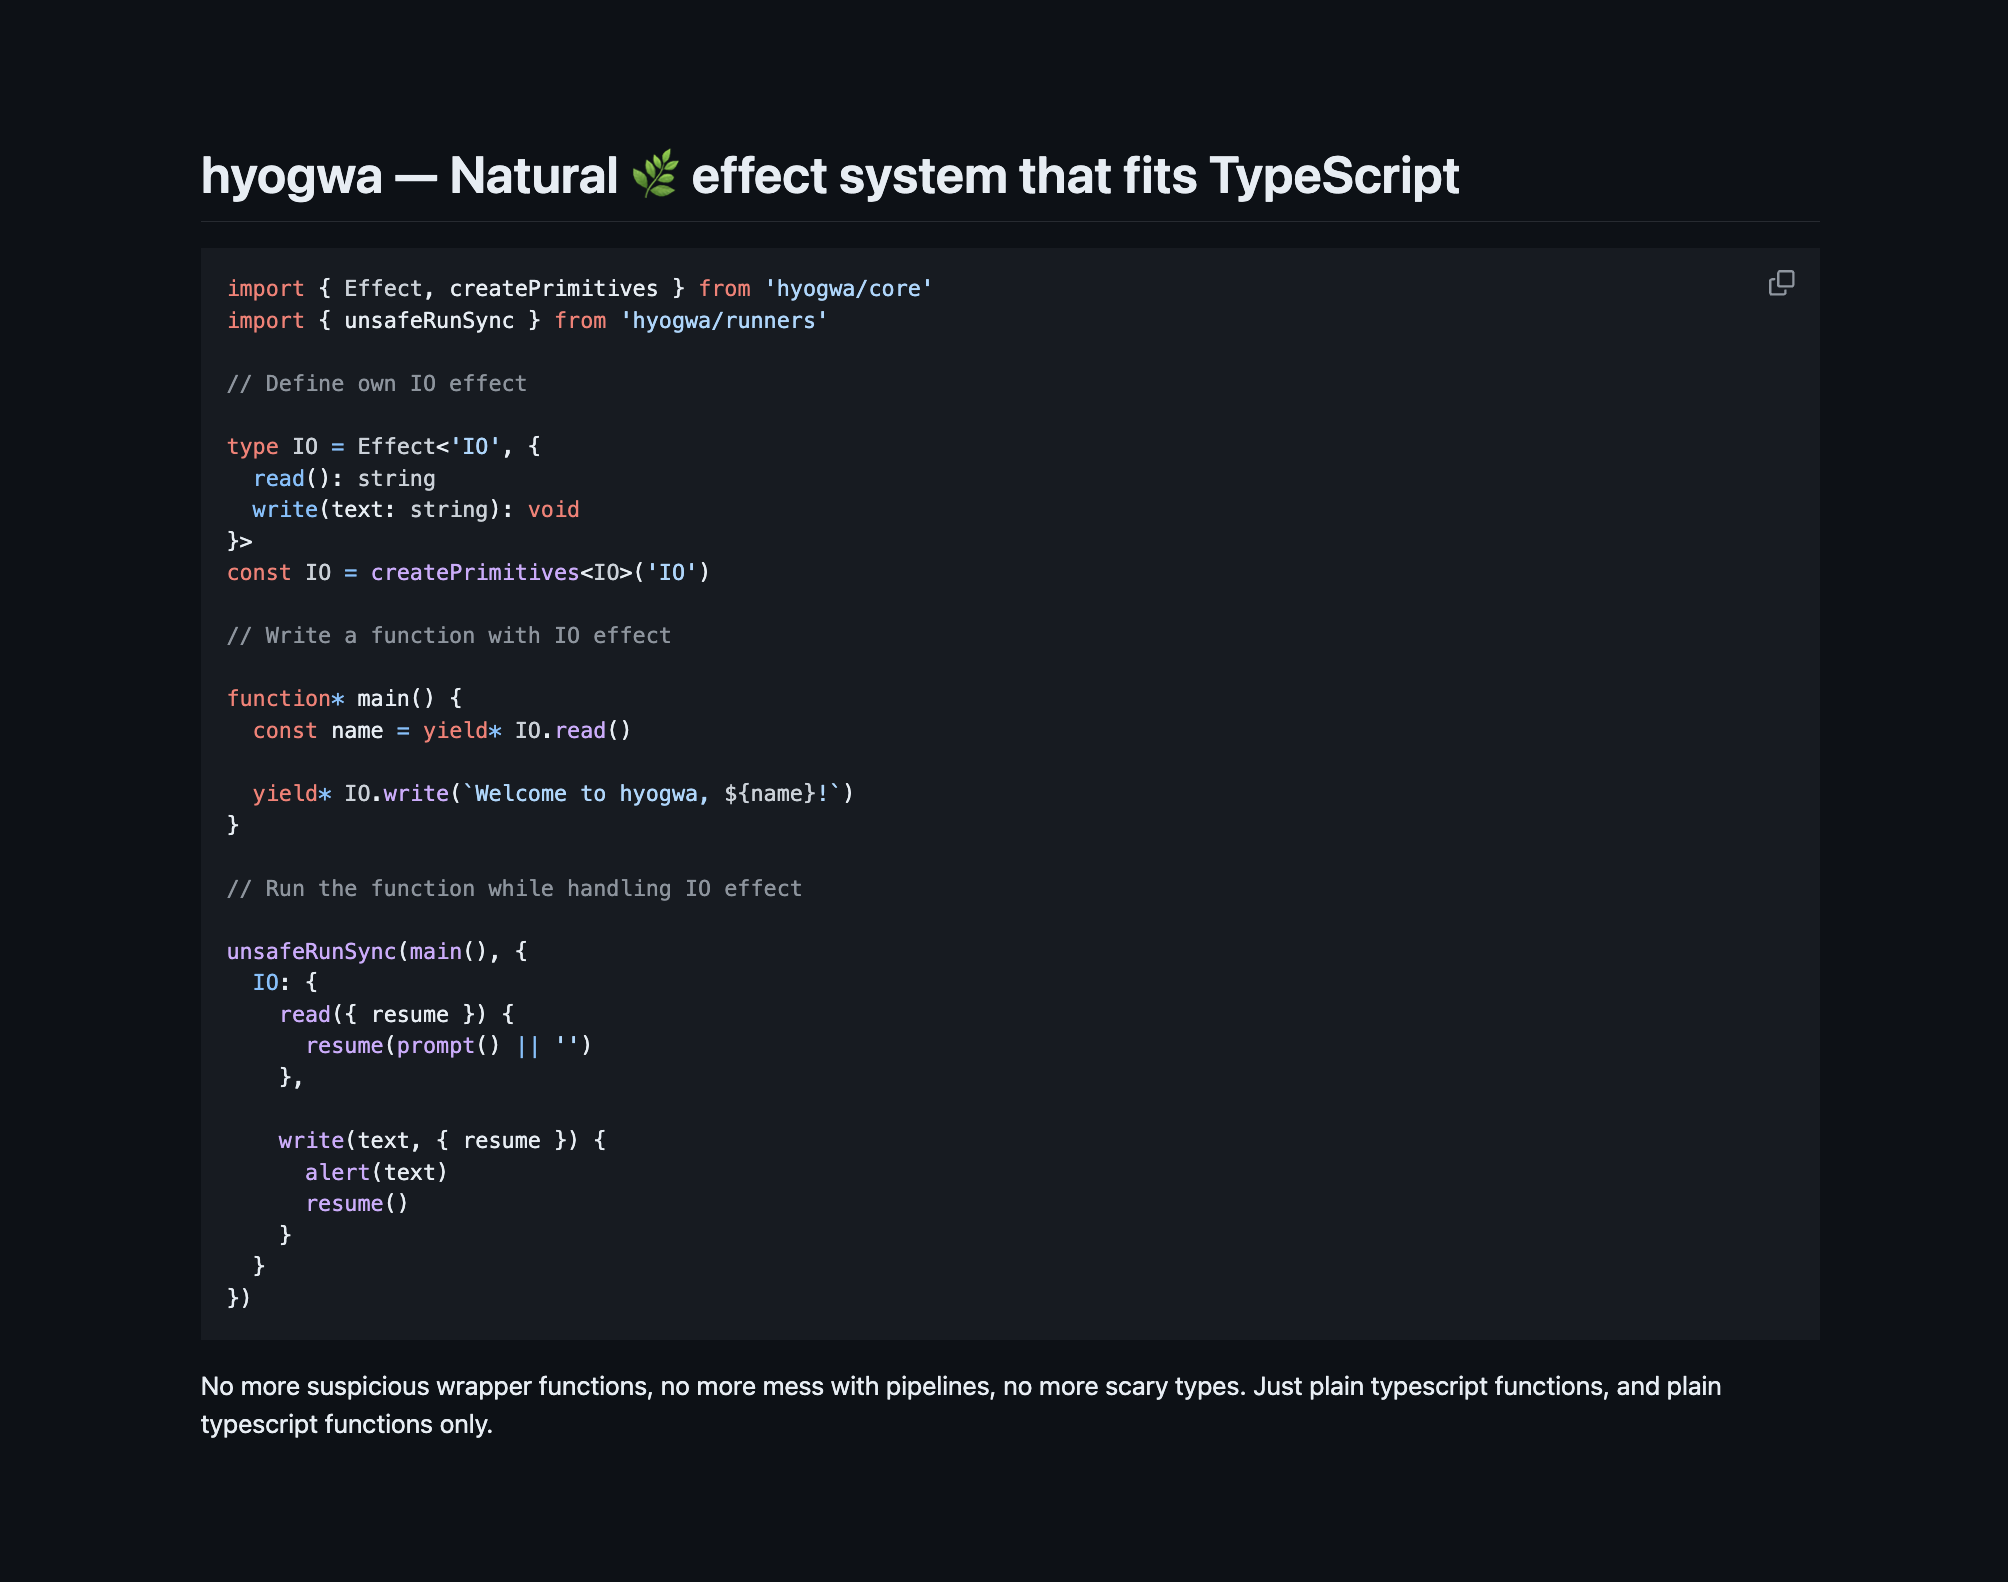 hyogwa — Natural 🌿 effect system that fits TypeScript
import { Effect, createPrimitives } from 'hyogwa/core'
import { unsafeRunSync } from 'hyogwa/runners'
// Define own IO effect
type IO = Effect<'IO', {
  read(): string
  write(text: string): void
}>
const IO = createPrimitives<IO>('IO')
// Write a function with IO effect
function* main() {
  const name = yield* IO.read()
  yield* IO.write(`Welcome to hyogwa, ${name}!`)
}
// Run the function while handling IO effect
unsafeRunSync(main(), {
  IO: {
    read({ resume }) {
      resume(prompt() || '')
    },
    write(text, { resume }) {
      alert(text)
      resume()
    }
  }
})
No more suspicious wrapper functions, no more mess with pipelines, no more scary types. Just plain typescript functions, and plain
typescript functions only.